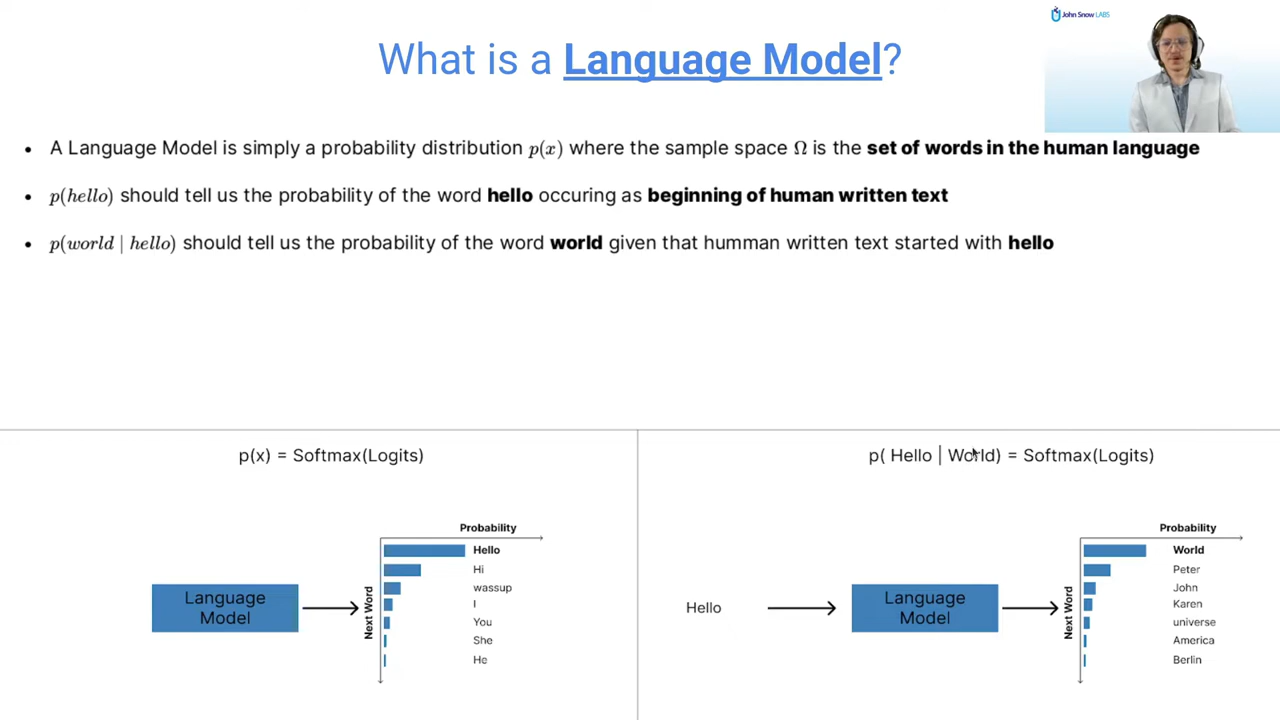 John Snow LABS
What is a Language Model?
• A Language Model is simply a probability distribution p(x) where the sample space Ω is the set of words in the human language
• p(hello) should tell us the probability of the word hello occuring as beginning of human written text
• p(world | hello) should tell us the probability of the word world given that humman written text started with hello
p(x) = Softmax(Logits)
Probability
Next Word
Hello
Hi
wassup
I
You
She
He
Language
Model
p( Hello | World) = Softmax(Logits)
Hello
Language
Model
Probability
Next Word
World
Peter
John
Karen
universe
America
Berlin